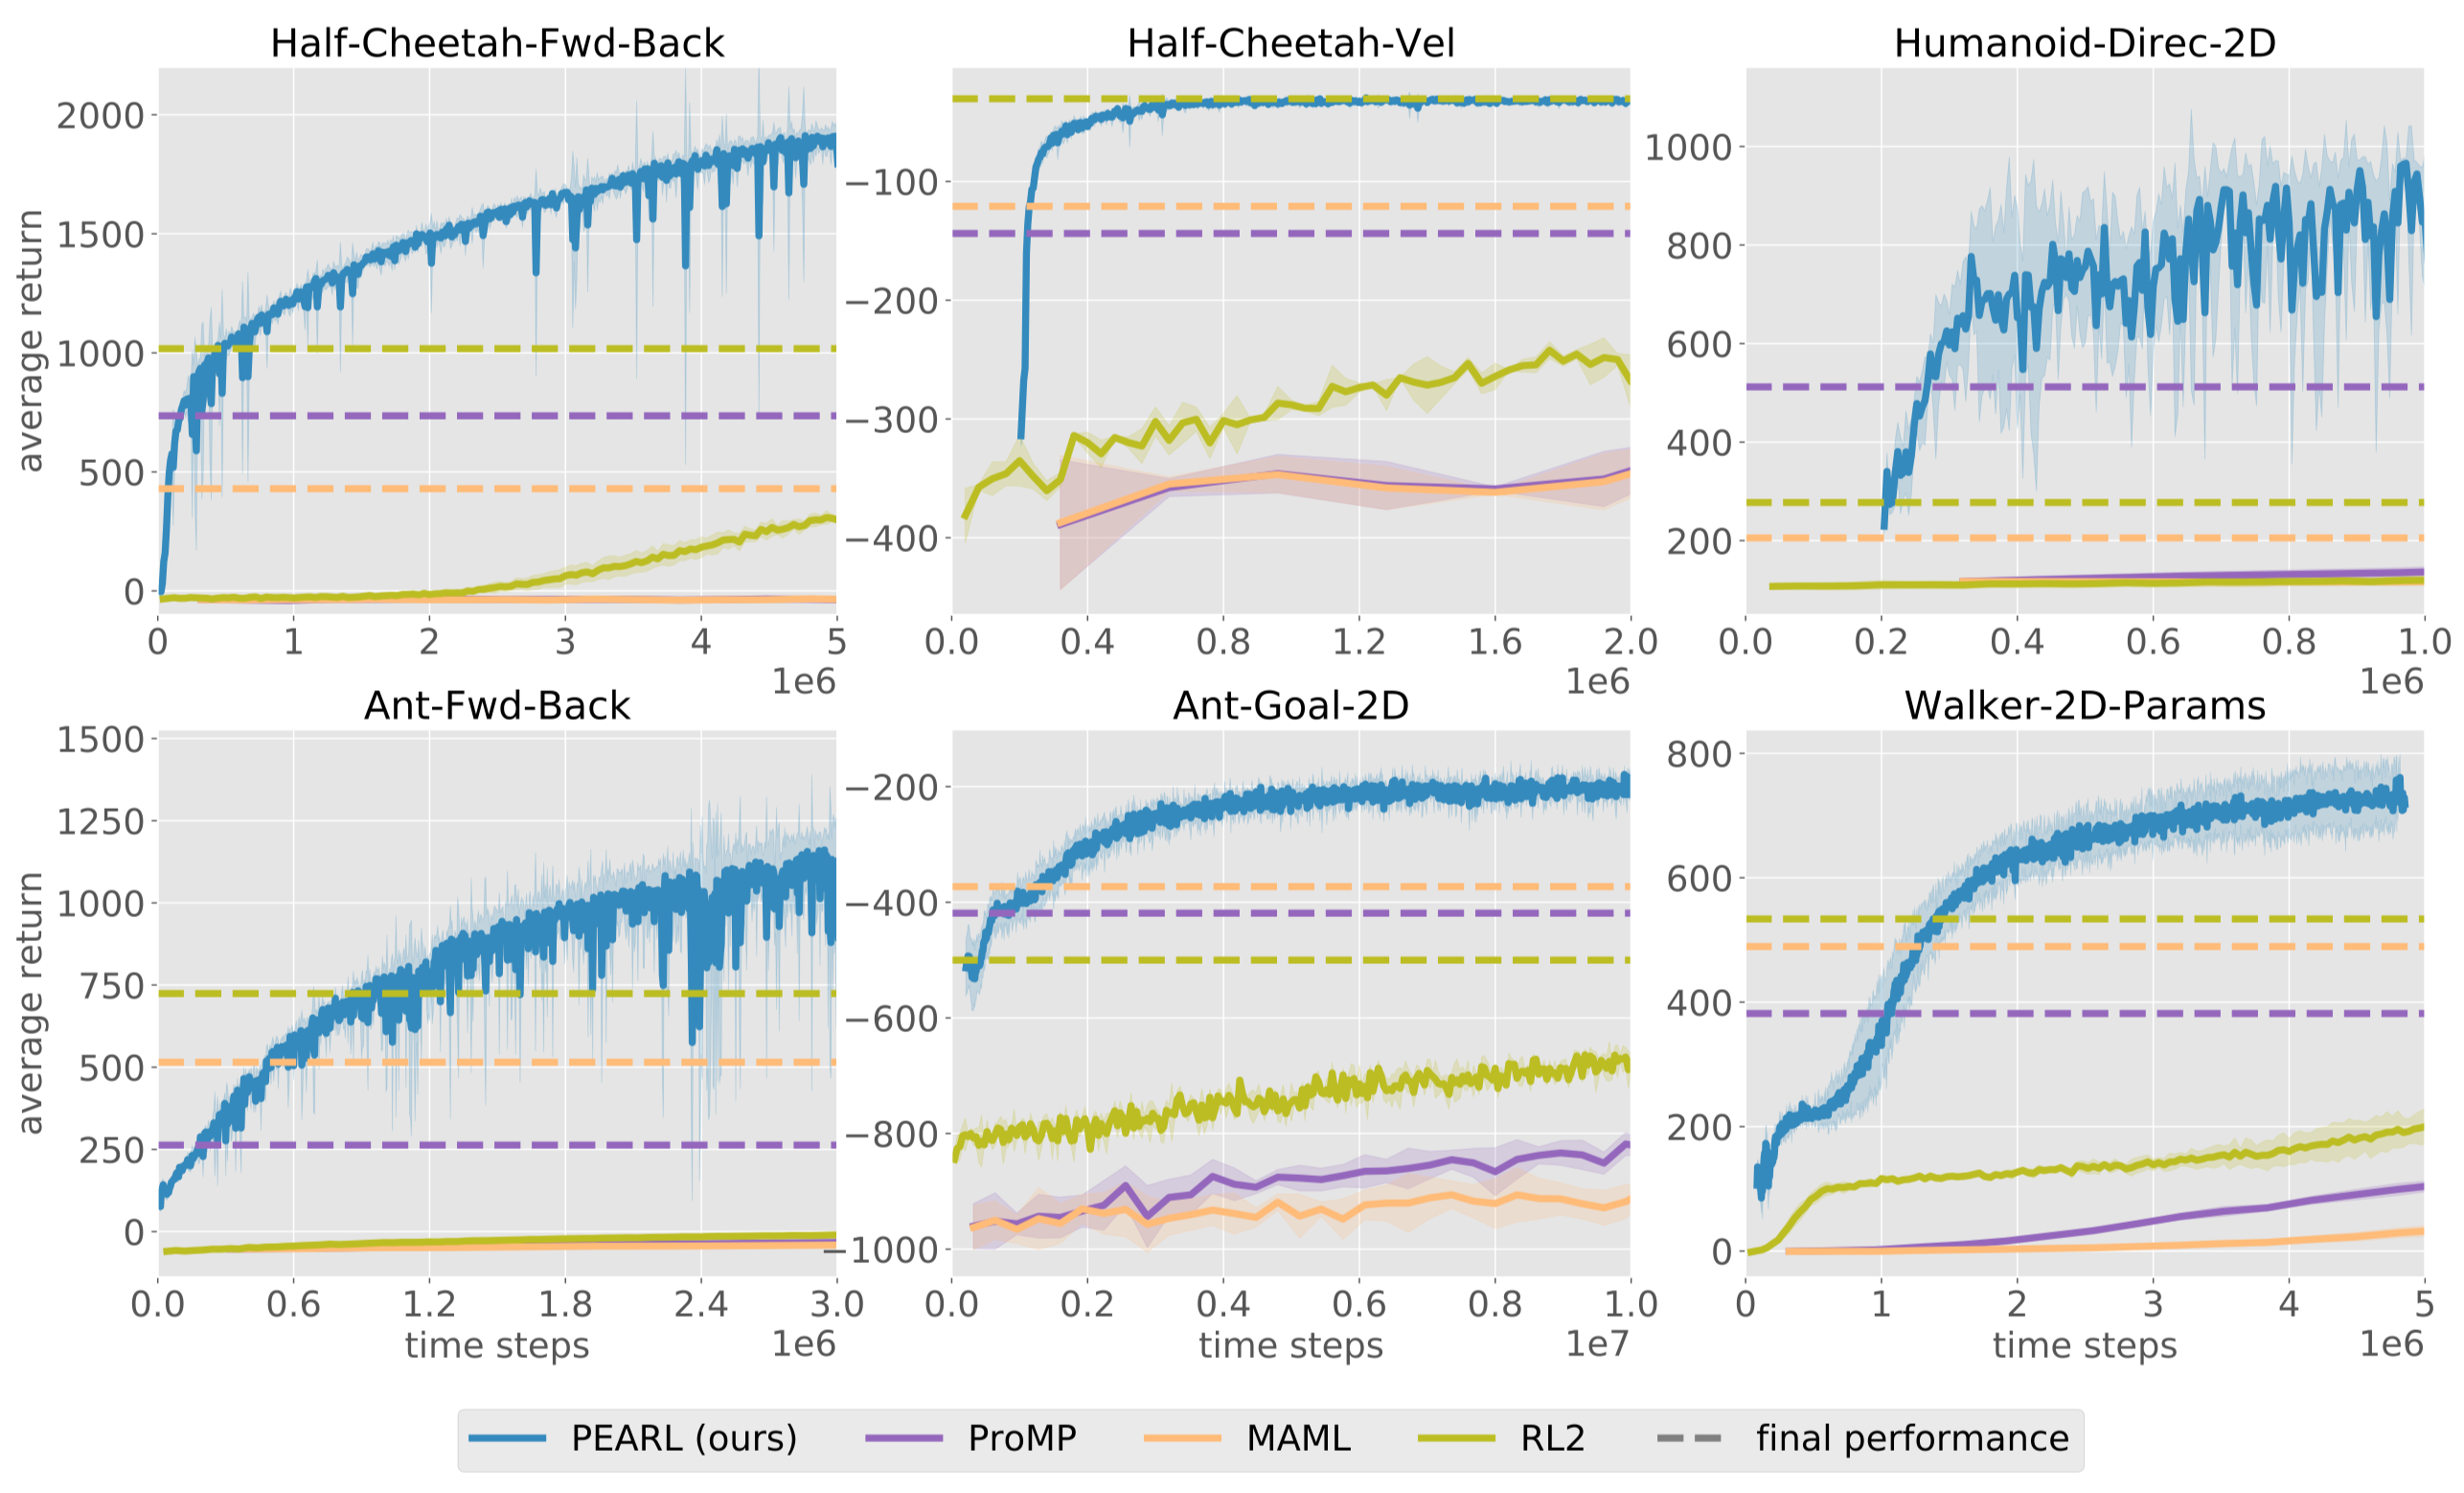 Half-Cheetah-Fwd-Back
average return
2000
1500
1000
500
0
0 1 2 3 4 5
1e6
Half-Cheetah-Vel
−100
−200
−300
−400
0.0 0.4 0.8 1.2 1.6 2.0
1e6
Humanoid-Direc-2D
1000
800
600
400
200
0.0 0.2 0.4 0.6 0.8 1.0
1e6
Ant-Fwd-Back
average return
1500
1250
1000
750
500
250
0
0.0 0.6 1.2 1.8 2.4 3.0
time steps
1e6
Ant-Goal-2D
−200
−400
−600
−800
−1000
0.0 0.2 0.4 0.6 0.8 1.0
time steps
1e7
Walker-2D-Params
800
600
400
200
0
0 1 2 3 4 5
time steps
1e6
PEARL (ours) ProMP MAML RL2 final performance